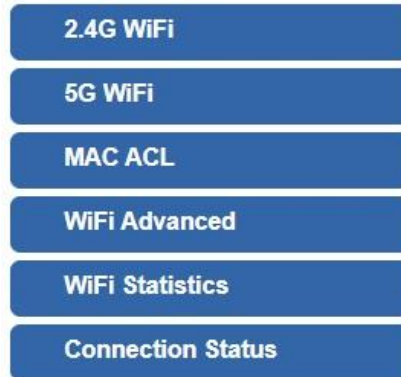 2.4G WiFi
5G WiFi
MAC ACL
WiFi Advanced
WiFi Statistics
Connection Status